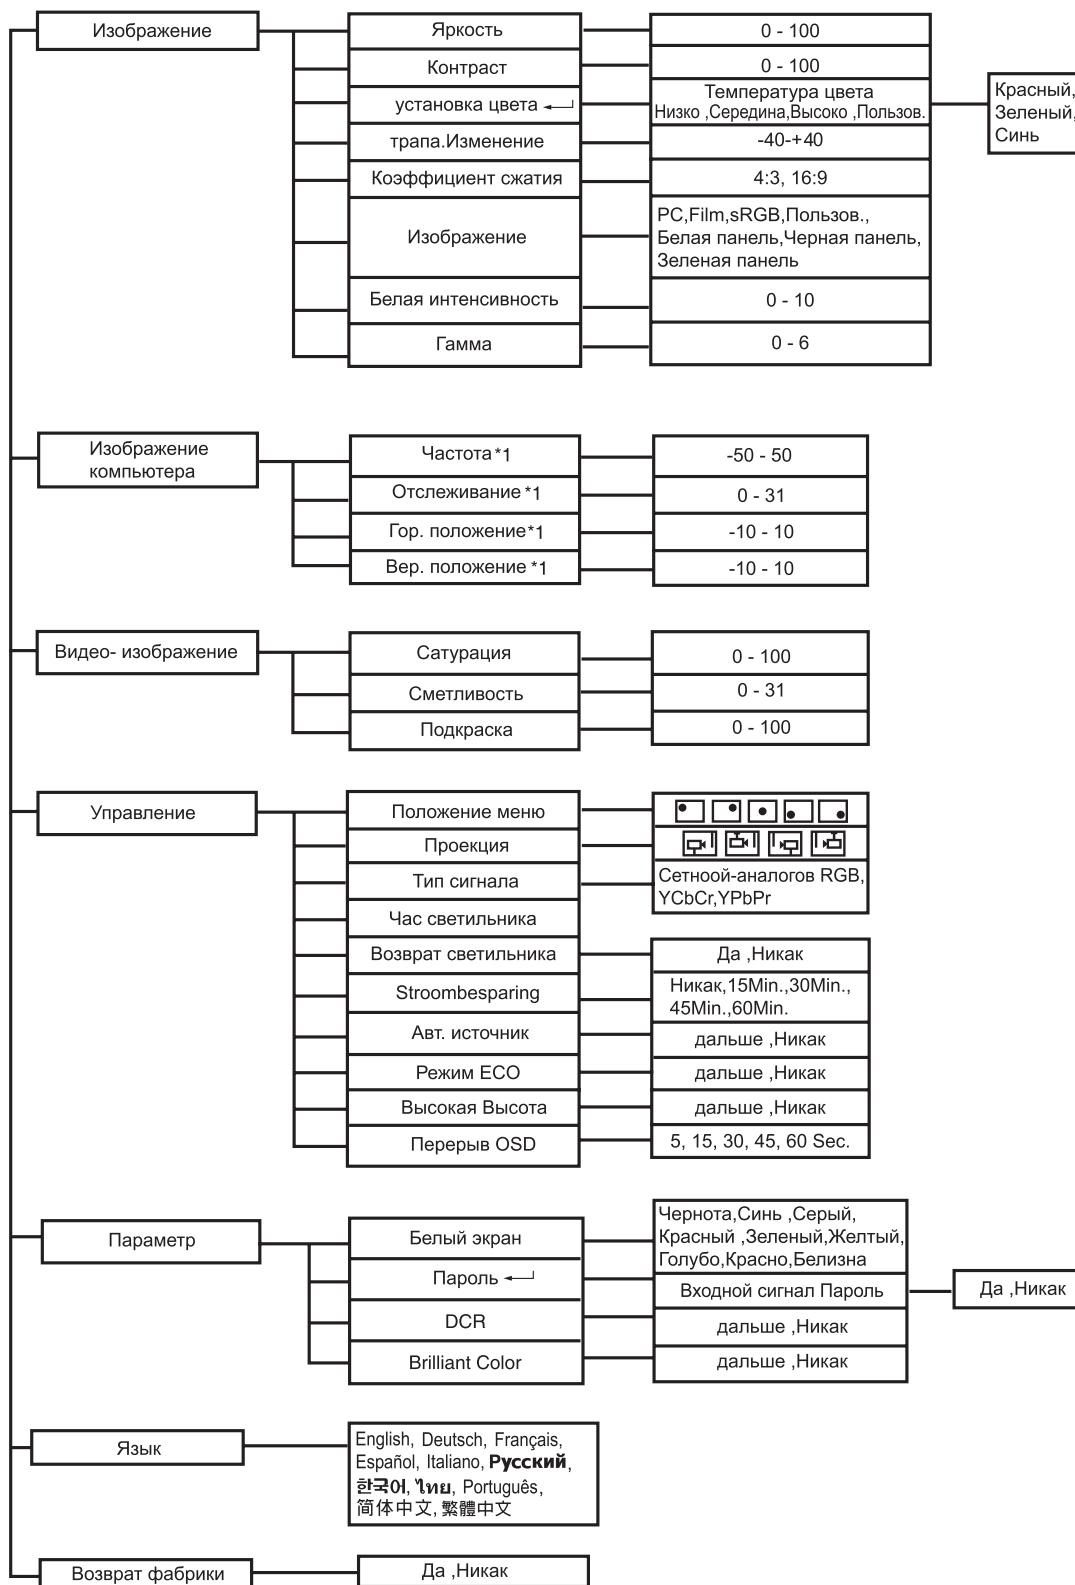 Изображение
Яркость
0 - 100
Контраст
0 - 100
установка цвета
Температура цвета
Низко ,Середина,Высоко ,Пользов.
Красный,
Зеленый,
Синь
трапа.Изменение
-40-+40
Коэффициент сжатия
4:3, 16:9
Изображение
PC,Film,sRGB,Пользов.,
Белая панель,Черная панель,
Зеленая панель
Белая интенсивность
0 - 10
Гамма
0 - 6
Изображение
компьютера
Частота*1
-50 - 50
Отслеживание*1
0 - 31
Гор. положение*1
-10 - 10
Вер. положение *1
-10 - 10
Видео- изображение
Сатурация
0 - 100
Сметливость
0 - 31
Подкраска
0 - 100
Управление
Положение меню
Проекция
Тип сигнала
Сетноой-аналогов RGB,
YCbCr,YPbPr
Час светильника
Возврат светильника
Да ,Никак
Stroombesparing
Никак,15Min.,30Min.,
45Min.,60Min.
Авт. источник
дальше ,Никак
Режим ECO
дальше ,Никак
Высокая Высота
дальше ,Никак
Перерыв OSD
5, 15, 30, 45, 60 Sec.
Параметр
Белый экран
Чернота,Синь ,Серый,
Красный ,Зеленый,Желтый,
Голубо,Красно,Белизна
Пароль
Входной сигнал Пароль
Да ,Никак
DCR
дальше ,Никак
Brilliant Color
дальше ,Никак
Язык
English, Deutsch, Français,
Español, Italiano, Русский,
한국어, ไทย, Português,
简体中文, 繁體中文
Возврат фабрики
Да ,Никак